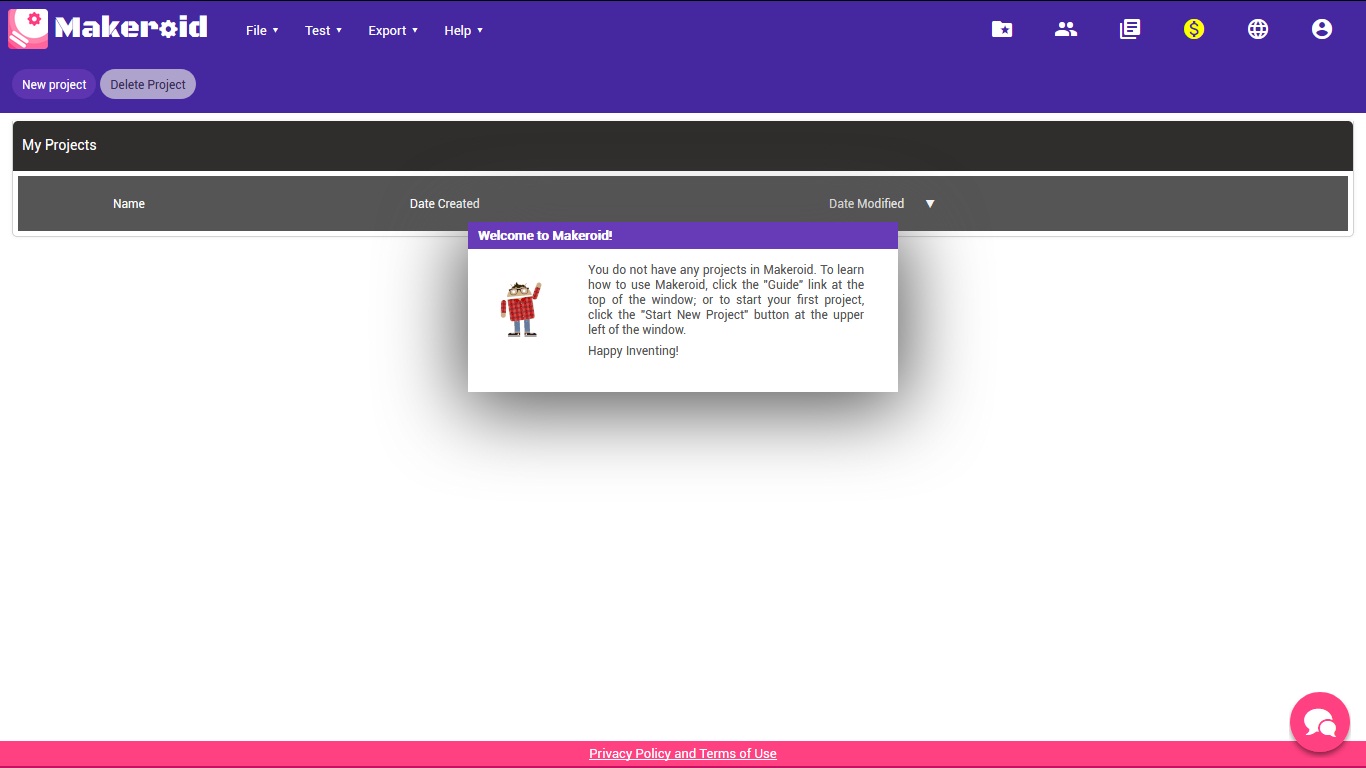 Makeroid
File ▾ Test ▾ Export ▾ Help ▾
$
New project Delete Project
My Projects
Name Date Created Date Modified ▼
Welcome to Makeroid!
You do not have any projects in Makeroid. To learn
how to use Makeroid, click the "Guide" link at the
top of the window; or to start your first project,
click the "Start New Project" button at the upper
left of the window.
Happy Inventing!
Privacy Policy and Terms of Use